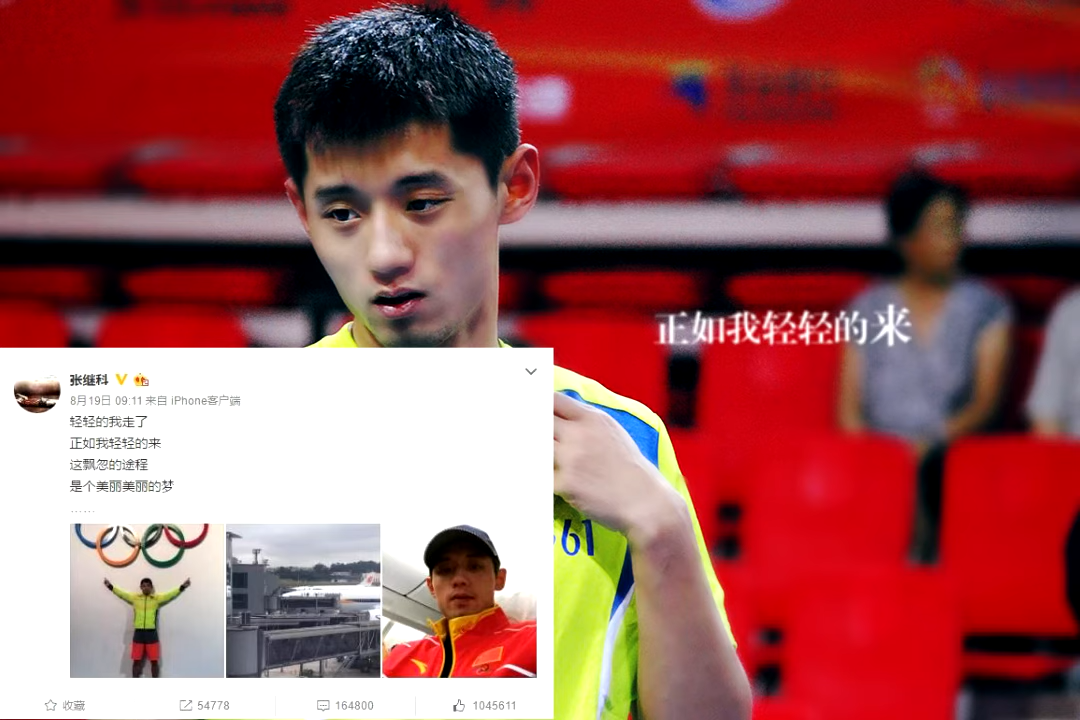 正如我轻轻的来
张继科
8月19日 09:11 来自 iPhone客户端
轻轻的我走了
正如我轻轻的来
这飘忽的途程
是个美丽美丽的梦
……
收藏
54778
164800
1045611
61